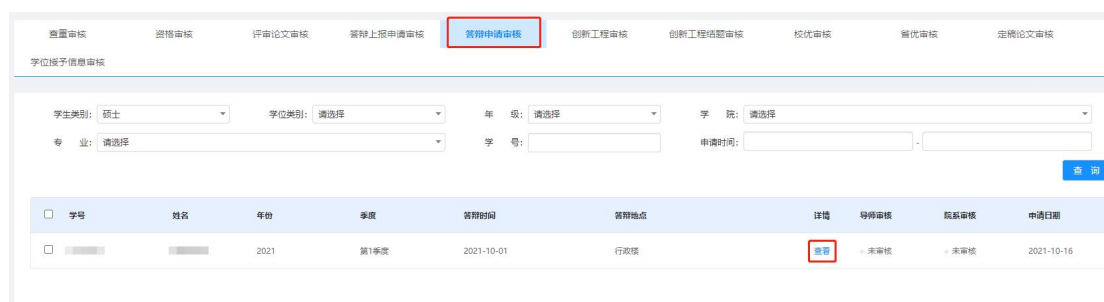 查重审核 资格审核 评审论文审核 答辩上报申请审核 答辩申请审核 创新工程审核 创新工程结题审核 校优审核 省优审核 定稿论文审核
学位授予信息审核
学生类别: 硕士 学位类别: 请选择 年 级: 请选择 学 院: 请选择
专 业: 请选择 学 号: 申请时间: -
查 询
学号 姓名 年份 季度 答辩时间 答辩地点 详情 导师审核 院系审核 申请日期
2021 第1季度 2021-10-01 行政楼 查看 未审核 未审核 2021-10-16